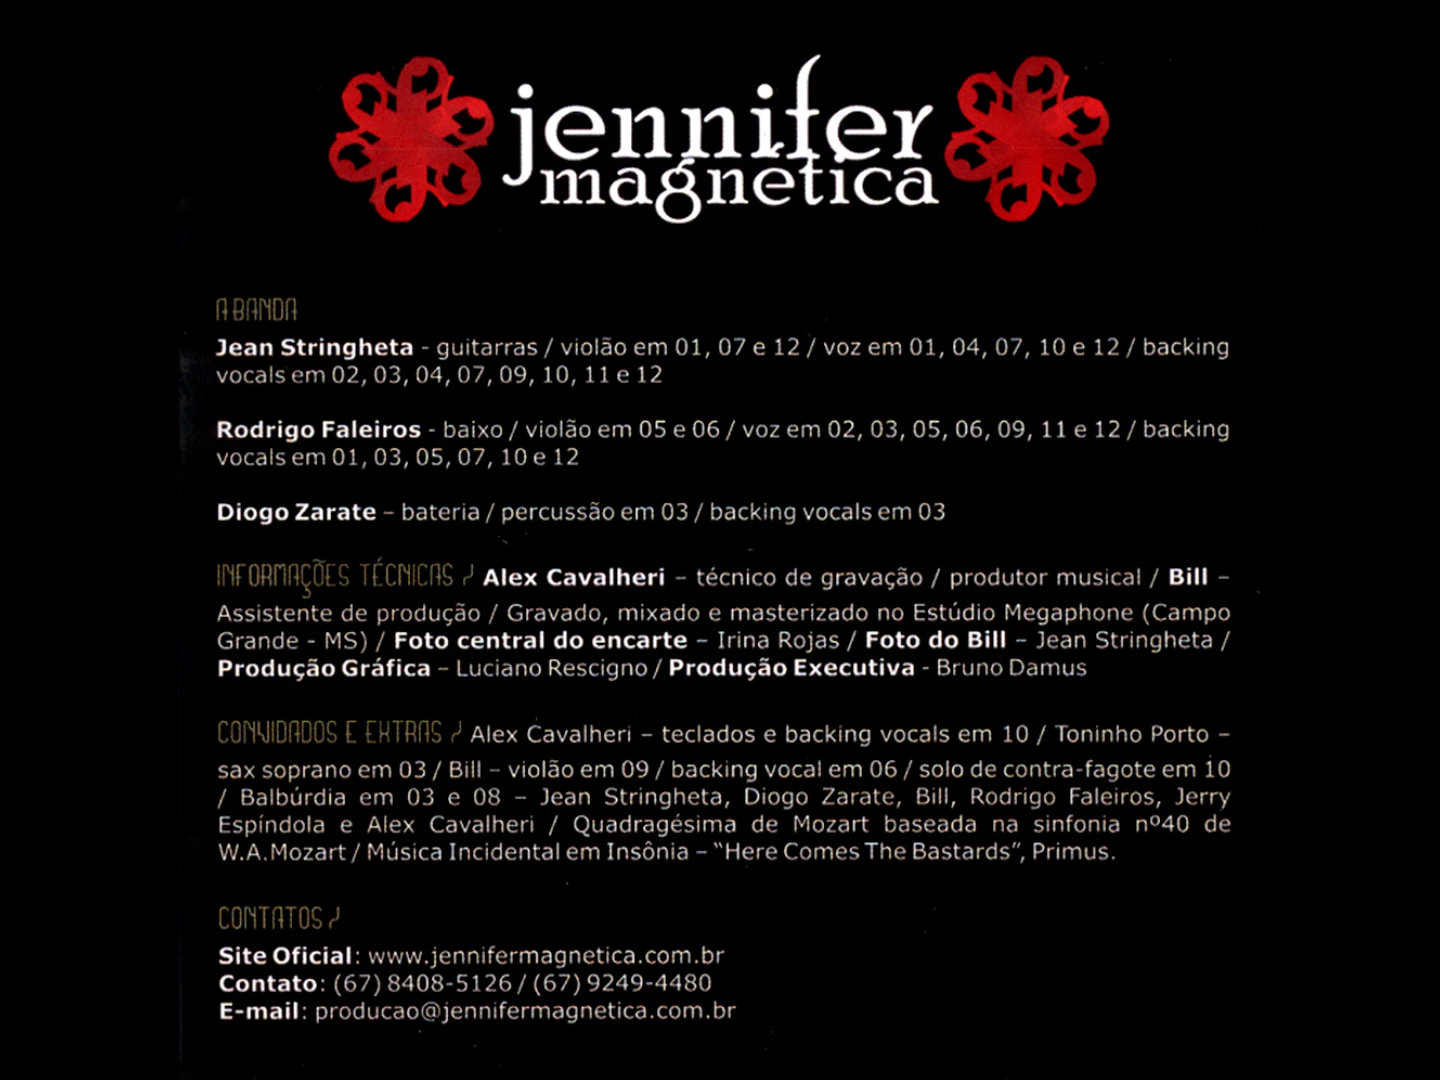 jennifer
magnética
A BANDA
Jean Stringheta - guitarras / violão em 01, 07 e 12 / voz em 01, 04, 07, 10 e 12 / backing
vocals em 02, 03, 04, 07, 09, 10, 11 e 12
Rodrigo Faleiros - baixo / violão em 05 e 06 / voz em 02, 03, 05, 06, 09, 11 e 12 / backing
vocals em 01, 03, 05, 07, 10 e 12
Diogo Zarate – bateria / percussão em 03 / backing vocals em 03
INFORMAÇÕES TÉCNICAS / Alex Cavalheri – técnico de gravação / produtor musical / Bill –
Assistente de produção / Gravado, mixado e masterizado no Estúdio Megaphone (Campo
Grande - MS) / Foto central do encarte – Irina Rojas / Foto do Bill – Jean Stringheta /
Produção Gráfica – Luciano Rescigno / Produção Executiva - Bruno Damus
CONVIDADOS E EXTRAS / Alex Cavalheri – teclados e backing vocals em 10 / Toninho Porto –
sax soprano em 03 / Bill – violão em 09 / backing vocal em 06 / solo de contra-fagote em 10
/ Balbúrdia em 03 e 08 – Jean Stringheta, Diogo Zarate, Bill, Rodrigo Faleiros, Jerry
Espíndola e Alex Cavalheri / Quadragésima de Mozart baseada na sinfonia nº40 de
W.A.Mozart / Música Incidental em Insônia – “Here Comes The Bastards”, Primus.
CONTATOS /
Site Oficial: www.jennifermagnetica.com.br
Contato: (67) 8408-5126 / (67) 9249-4480
E-mail: producao@jennifermagnetica.com.br